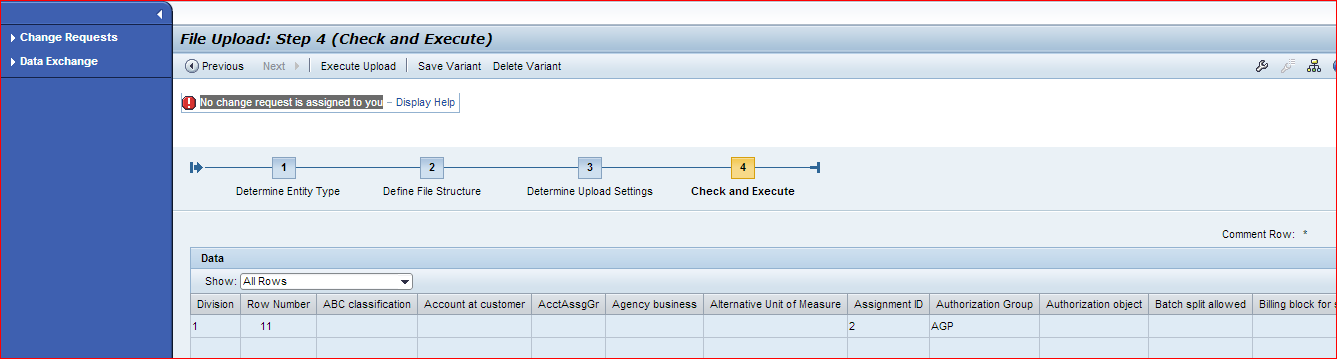 Change Requests
Data Exchange
File Upload: Step 4 (Check and Execute)
Previous Next Execute Upload Save Variant Delete Variant
No change request is assigned to you – Display Help
1 2 3 4
Determine Entity Type Define File Structure Determine Upload Settings Check and Execute
Comment Row: *
Data
Show: All Rows
Division Row Number ABC classification Account at customer AcctAssgGr Agency business Alternative Unit of Measure Assignment ID Authorization Group Authorization object Batch split allowed Billing block for
1 11 2 AGP